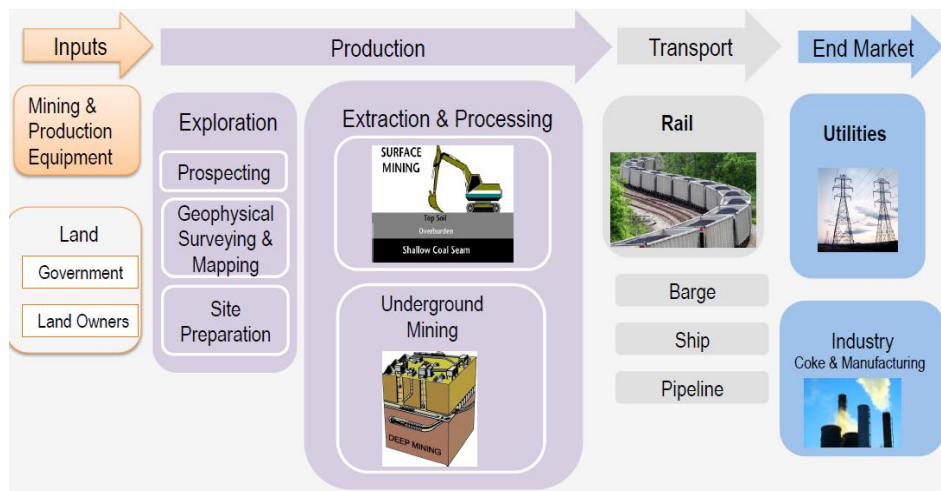 Inputs
Production
Transport
End Market
Mining &
Production
Equipment
Land
Government
Land Owners
Exploration
Prospecting
Geophysical
Surveying &
Mapping
Site
Preparation
Extraction & Processing
SURFACE
MINING
Top Soil
Overburden
Shallow Coal Seam
Underground
Mining
DEEP MINING
Rail
Barge
Ship
Pipeline
Utilities
Industry
Coke & Manufacturing